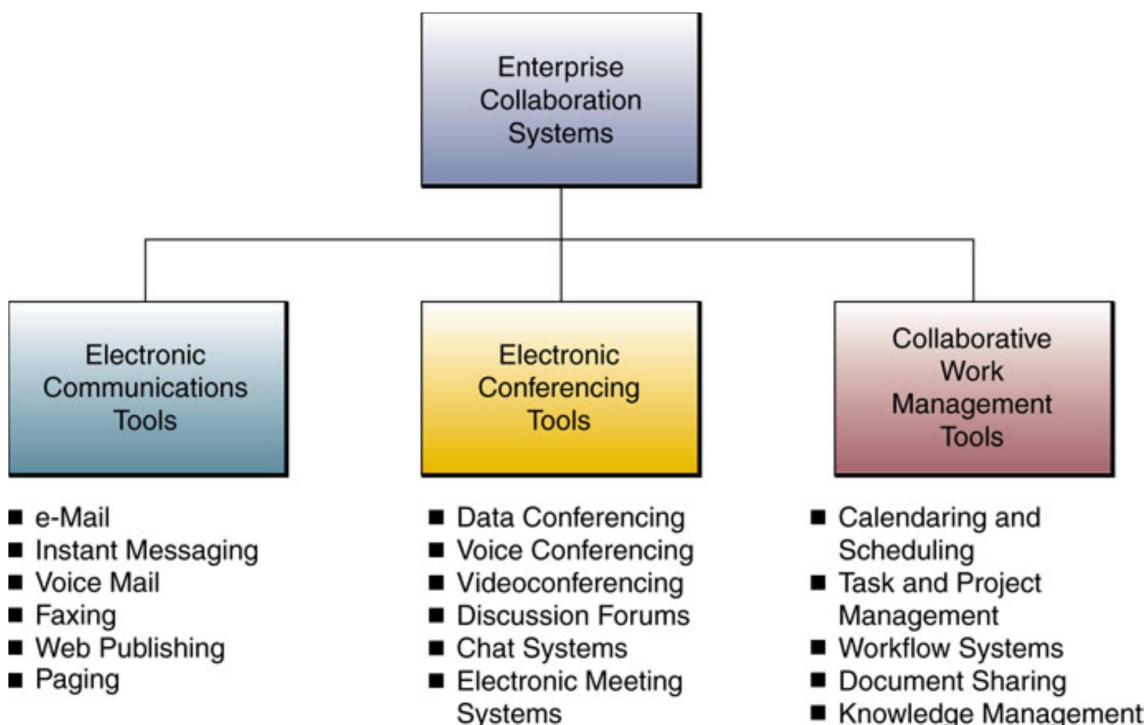 Enterprise
Collaboration
Systems
Electronic
Communications
Tools
Electronic
Conferencing
Tools
Collaborative
Work
Management
Tools
■ e-Mail
■ Instant Messaging
■ Voice Mail
■ Faxing
■ Web Publishing
■ Paging
■ Data Conferencing
■ Voice Conferencing
■ Videoconferencing
■ Discussion Forums
■ Chat Systems
■ Electronic Meeting
Systems
■ Calendaring and
Scheduling
■ Task and Project
Management
■ Workflow Systems
■ Document Sharing
■ Knowledge Management